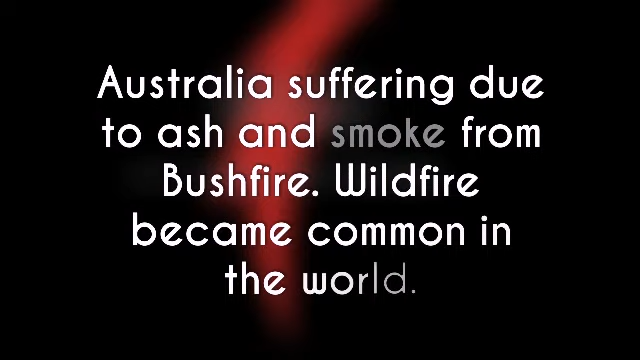 Australia suffering due
to ash and smoke from
Bushfire. Wildfire
became common in
the world.